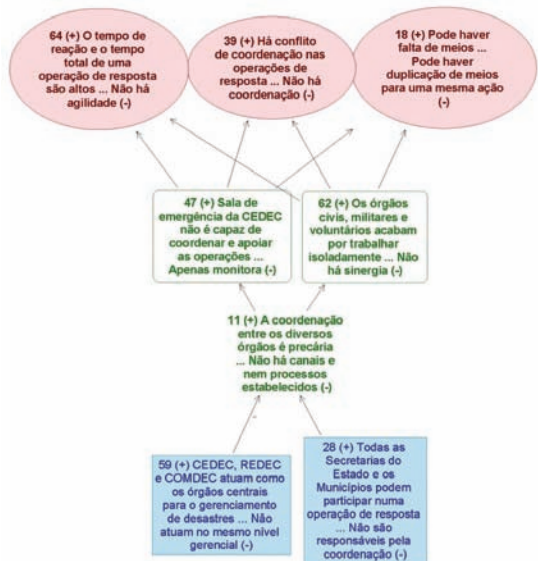 64 (+) O tempo de
reação e o tempo
total de uma
operação de resposta
são altos ... Não há
agilidade (-)
39 (+) Há conflito
de coordenação nas
operações de
resposta ... Não há
coordenação (-)
18 (+) Pode haver
falta de meios ...
Pode haver
duplicação de meios
para uma mesma ação
(-)
47 (+) Sala de
emergência da CEDEC
não é capaz de
coordenar e apoiar
as operações ...
Apenas monitora (-)
62 (+) Os órgãos
civis, militares e
voluntários acabam
por trabalhar
isoladamente ... Não
há sinergia (-)
11 (+) A coordenação
entre os diversos
órgãos é precária
... Não há canais e
nem processos
estabelecidos (-)
59 (+) CEDEC, REDEC
e COMDEC atuam como
os órgãos centrais
para o gerenciamento
de desastres ... Não
atuam no mesmo nível
gerencial (-)
28 (+) Todas as
Secretarias do
Estado e os
Municípios podem
participar numa
operação de resposta
... Não são
responsáveis pela
coordenação (-)